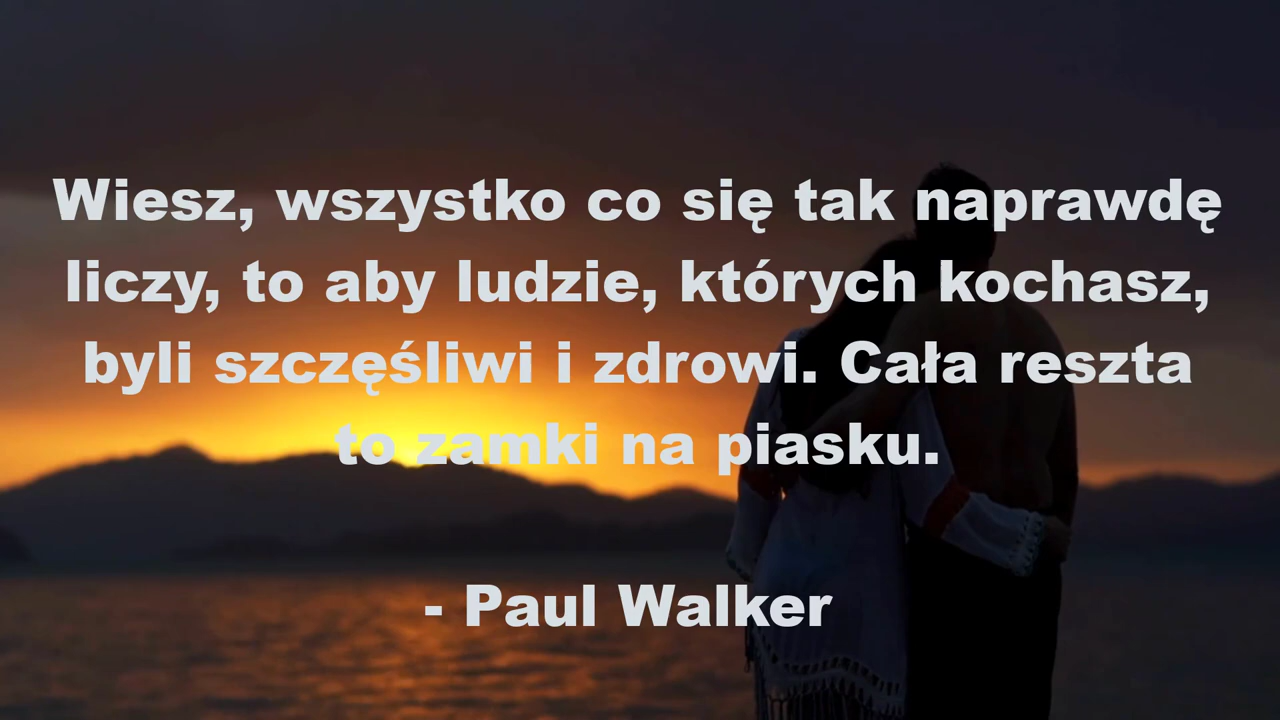 Wiesz, wszystko co się tak naprawdę
liczy, to aby ludzie, których kochasz,
byli szczęśliwi i zdrowi. Cała reszta
to zamki na piasku.
- Paul Walker